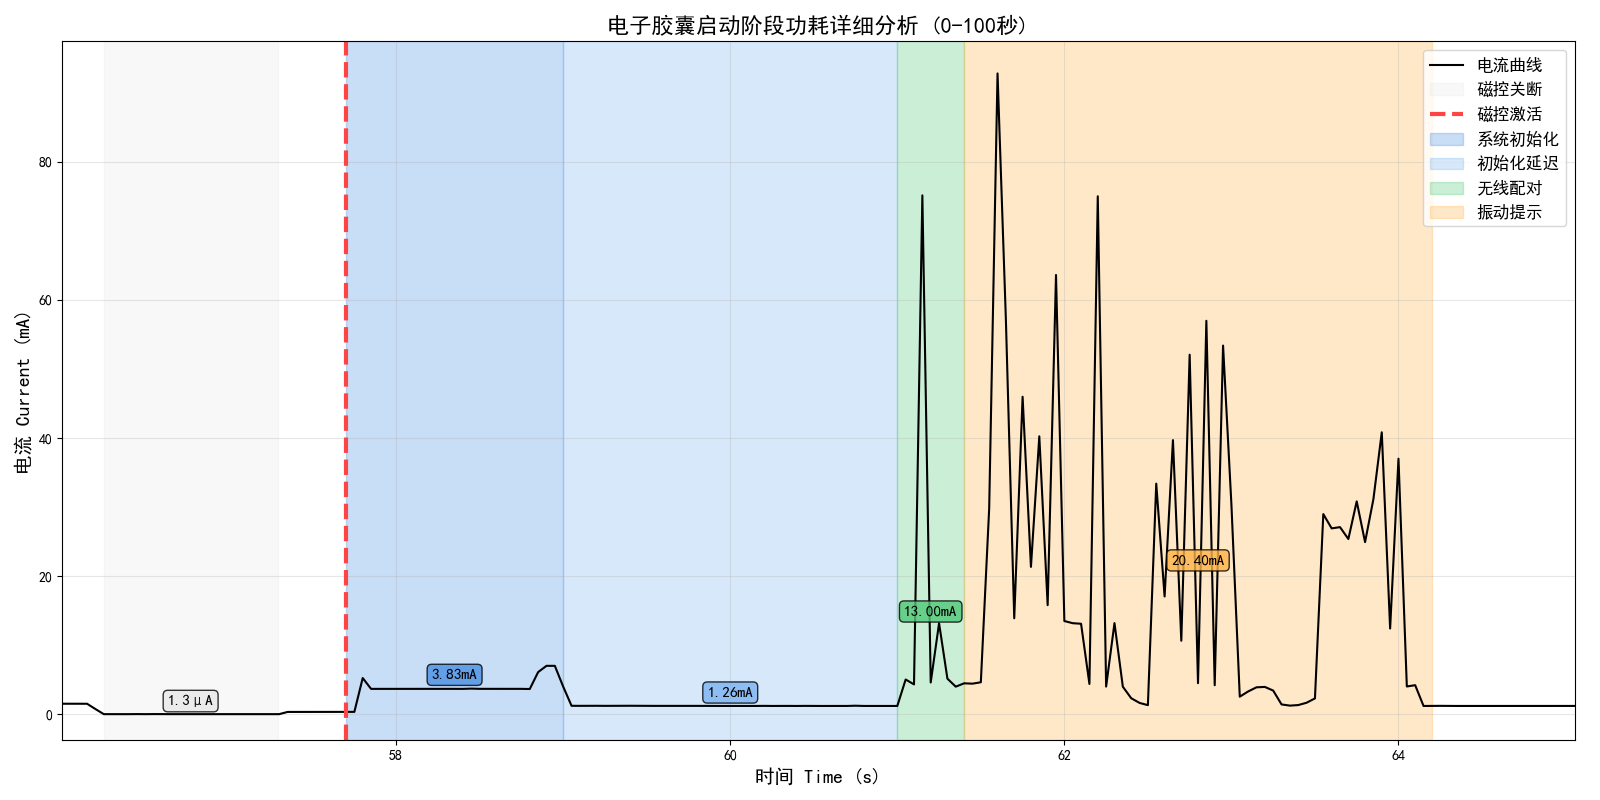 电子胶囊启动阶段功耗详细分析 (0-100秒)
电流曲线
磁控关断
磁控激活
系统初始化
初始化延迟
无线配对
振动提示
电流 Current (mA)
80
60
40
20
0
1.3μA
3.83mA
1.26mA
13.00mA
20.40mA
58
60
62
64
时间 Time (s)